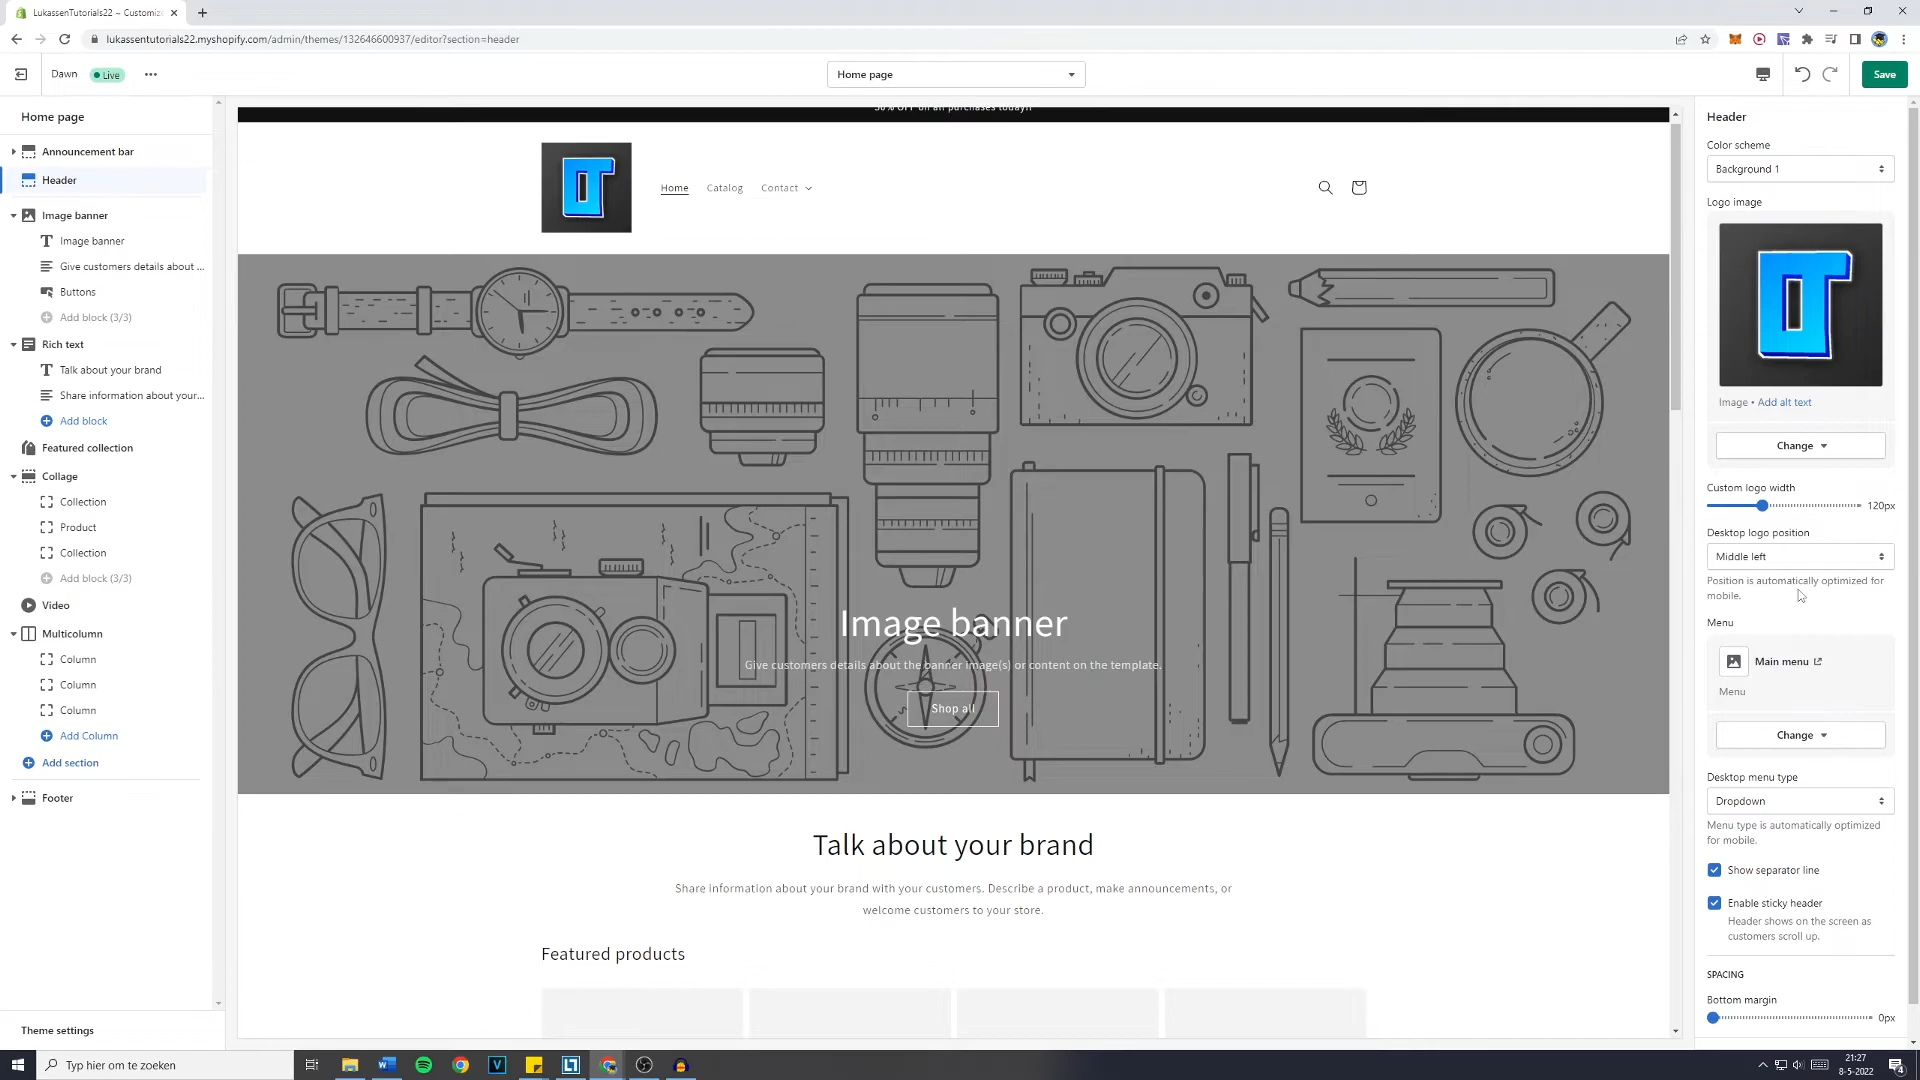 LukassenTutorials22 – Customize
lukassentutorials22.myshopify.com/admin/themes/132646600937/editor?section=header
Dawn
Live
Home page
Save
Home page
Announcement bar
Header
Image banner
Image banner
Give customers details about ...
Buttons
Add block (3/3)
Rich text
Talk about your brand
Share information about your...
Add block
Featured collection
Collage
Collection
Product
Collection
Add block (3/3)
Video
Multicolumn
Column
Column
Column
Add Column
Add section
Footer
Theme settings
50% OFF on all purchases today!!
Home
Catalog
Contact
Image banner
Give customers details about the banner image(s) or content on the template.
Shop all
Talk about your brand
Share information about your brand with your customers. Describe a product, make announcements, or
welcome customers to your store.
Featured products
Header
Color scheme
Background 1
Logo image
Image • Add alt text
Change
Custom logo width
120px
Desktop logo position
Middle left
Position is automatically optimized for
mobile.
Menu
Main menu
Menu
Change
Desktop menu type
Dropdown
Menu type is automatically optimized
for mobile.
Show separator line
Enable sticky header
Header shows on the screen as
customers scroll up.
SPACING
Bottom margin
0px
Typ hier om te zoeken
21:27
8-5-2022